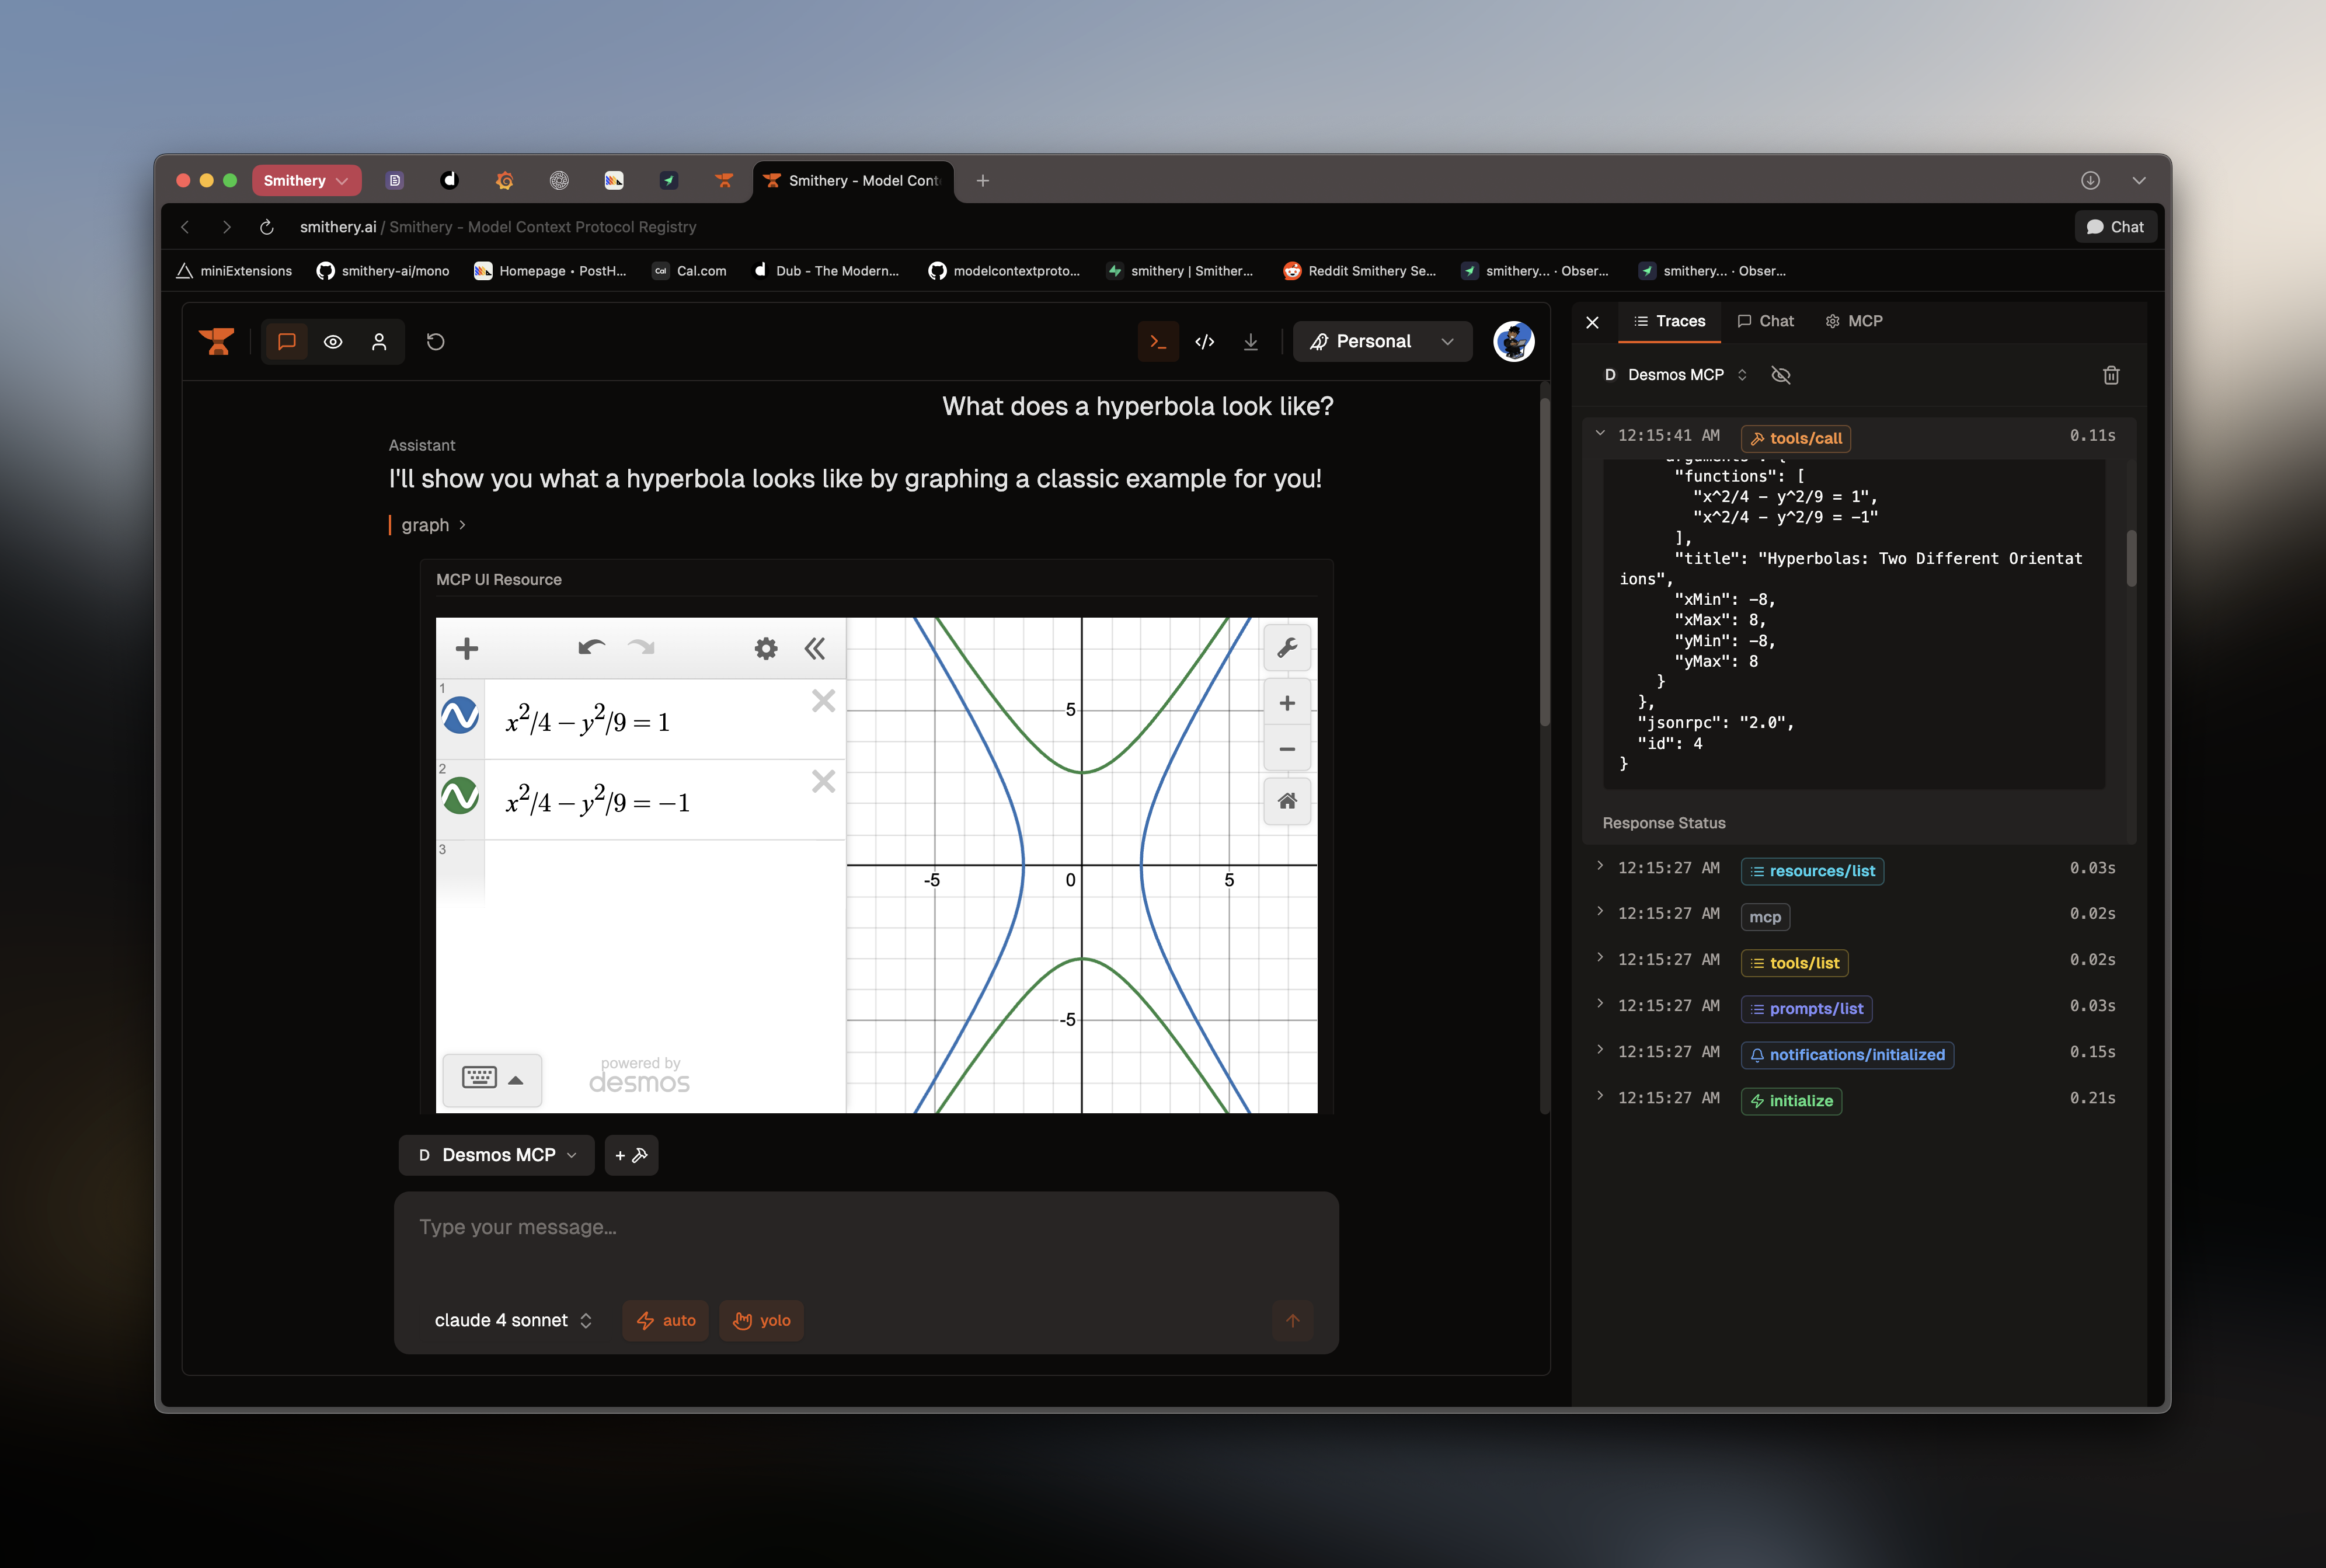 Smithery
Smithery - Model Cont
smithery.ai / Smithery - Model Context Protocol Registry
Chat
miniExtensions
smithery-ai/mono
Homepage • PostH...
Cal
Cal.com
Dub - The Modern...
modelcontextproto...
smithery | Smither...
Reddit Smithery Se...
smithery... · Obser...
smithery... · Obser...
Personal
What does a hyperbola look like?
Assistant
I'll show you what a hyperbola looks like by graphing a classic example for you!
graph
MCP UI Resource
1
x^2/4 − y^2/9 = 1
2
x^2/4 − y^2/9 = −1
3
5
-5
0
5
-5
powered by
desmos
D Desmos MCP
Type your message...
claude 4 sonnet
auto
yolo
Traces
Chat
MCP
D Desmos MCP
12:15:41 AM tools/call 0.11s
"arguments": {
"functions": [
"x^2/4 - y^2/9 = 1",
"x^2/4 - y^2/9 = -1"
],
"title": "Hyperbolas: Two Different Orientat
ions",
"xMin": -8,
"xMax": 8,
"yMin": -8,
"yMax": 8
}
},
"jsonrpc": "2.0",
"id": 4
}
Response Status
12:15:27 AM resources/list 0.03s
12:15:27 AM mcp 0.02s
12:15:27 AM tools/list 0.02s
12:15:27 AM prompts/list 0.03s
12:15:27 AM notifications/initialized 0.15s
12:15:27 AM initialize 0.21s